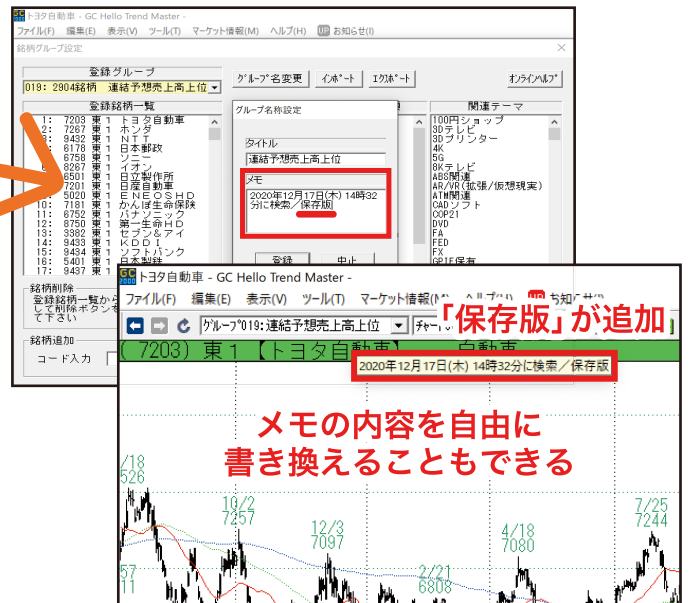 トヨタ自動車 - GC Hello Trend Master -
ファイル(F) 編集(E) 表示(V) ツール(T) マーケット情報(M) ヘルプ(H) UP お知らせ(I)
銘柄グループ設定
登録グループ
019: 2904銘柄 連結予想売上高上位
グループ名変更 インポート エクスポート オンラインヘルプ
登録銘柄一覧
1: 7203 東1 トヨタ自動車
2: 7267 東1 ホンダ
3: 9432 東1 NTT
6178 東1 日本郵政
6758 東1 ソニー
8267 東1 イオン
6501 東1 日立製作所
7201 東1 日産自動車
5020 東1 ENEOSHD
10: 7181 東1 かんぽ生命保険
11: 6752 東1 パナソニック
12: 8750 東1 第一生命HD
13: 3382 東1 セブン&アイ
14: 9433 東1 KDDI
15: 9434 東1 ソフトバンク
16: 5401 東1 日本製鉄
17: 9437 東1
グループ名称設定
タイトル
連結予想売上高上位
メモ
2020年12月17日(木) 14時32
分に検索/保存版
登録 中止
関連テーマ
100円ショップ
3Dテレビ
3Dプリンター
4K
5G
8Kテレビ
ABS関連
AR/VR(拡張/仮想現実)
ATM関連
CADソフト
COP21
DVD
FA
FED
FX
GPIF保有
銘柄削除
登録銘柄一覧から
して削除ボタンを
て下さい
銘柄追加
コード入力
トヨタ自動車 - GC Hello Trend Master -
ファイル(F) 編集(E) 表示(V) ツール(T) マーケット情報(M)
グループ019:連結予想売上高上位
「保存版」が追加
( 7203) 東1 【トヨタ自動車】 自動車
2020年12月17日(木) 14時32分に検索/保存版
メモの内容を自由に
書き換えることもできる
/18
526
10/2
7257
12/3
7097
2/21
6808
4/18
7080
7/25
7244
57
11